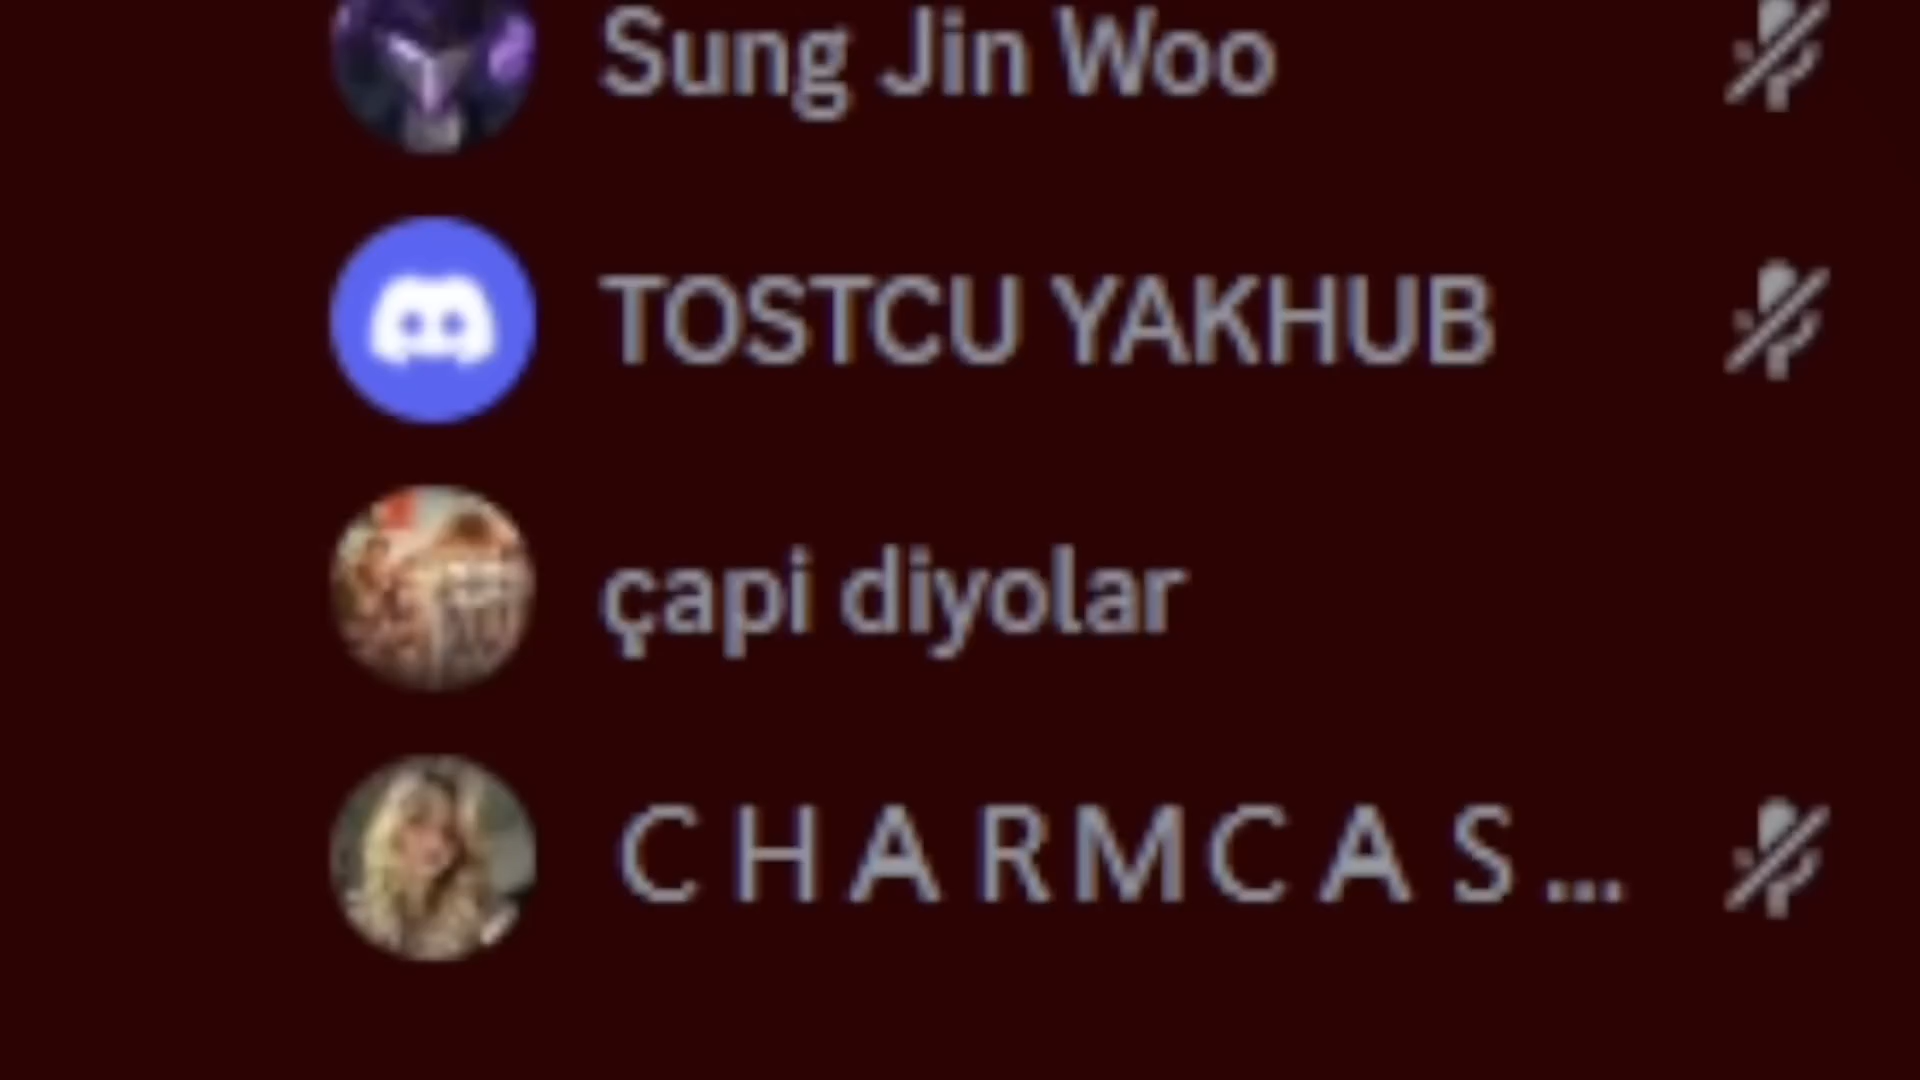 Sung Jin Woo
TOSTCU YAKHUB
çapi diyolar
C H A R M C A S ...